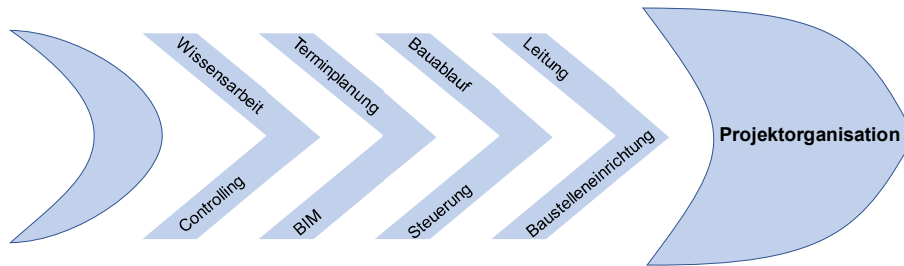 Wissensarbeit
Terminplanung
Bauablauf
Leitung
Projektorganisation
Controlling
BIM
Steuerung
Baustelleneinrichtung